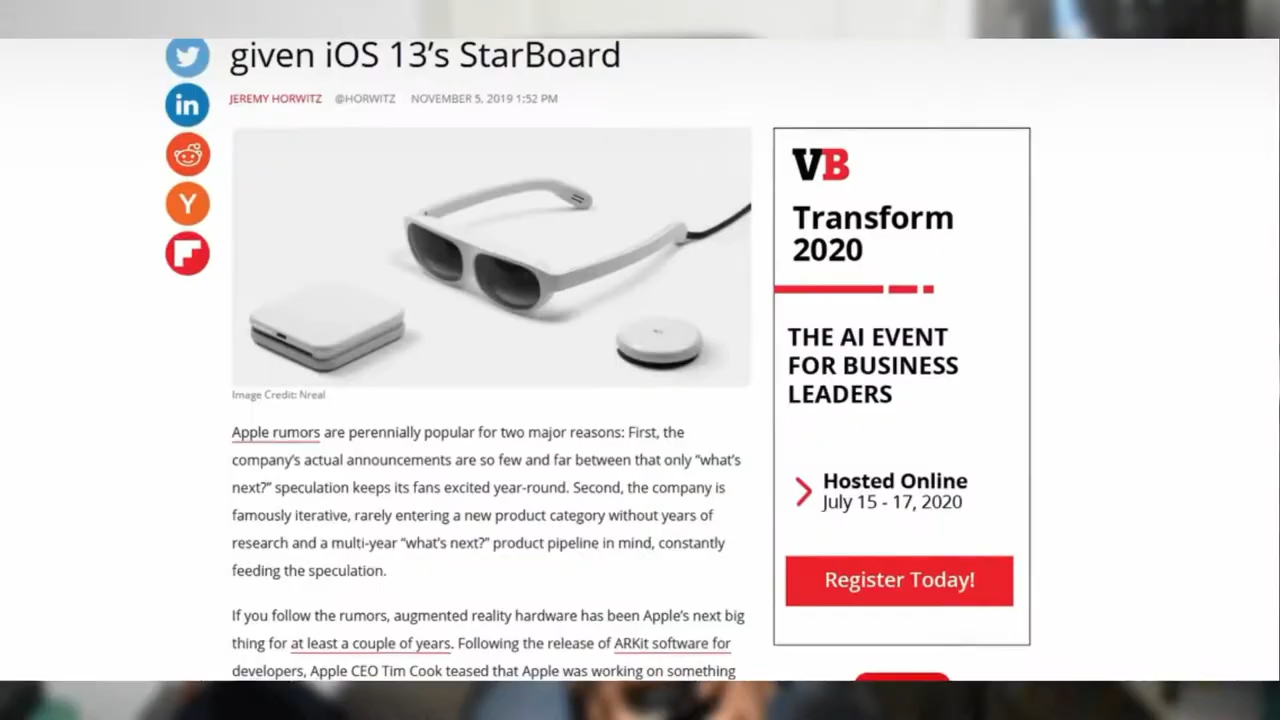 given iOS 13’s StarBoard
JEREMY HORWITZ @HORWITZ NOVEMBER 5, 2019 1:52 PM
in
Y
Image Credit: Nreal
Apple rumors are perennially popular for two major reasons: First, the
company’s actual announcements are so few and far between that only “what’s
next?” speculation keeps its fans excited year-round. Second, the company is
famously iterative, rarely entering a new product category without years of
research and a multi-year “what’s next?” product pipeline in mind, constantly
feeding the speculation.
If you follow the rumors, augmented reality hardware has been Apple’s next big
thing for at least a couple of years. Following the release of ARKit software for
developers, Apple CEO Tim Cook teased that Apple was working on something
VB
Transform
2020
THE AI EVENT
FOR BUSINESS
LEADERS
Hosted Online
July 15 - 17, 2020
Register Today!